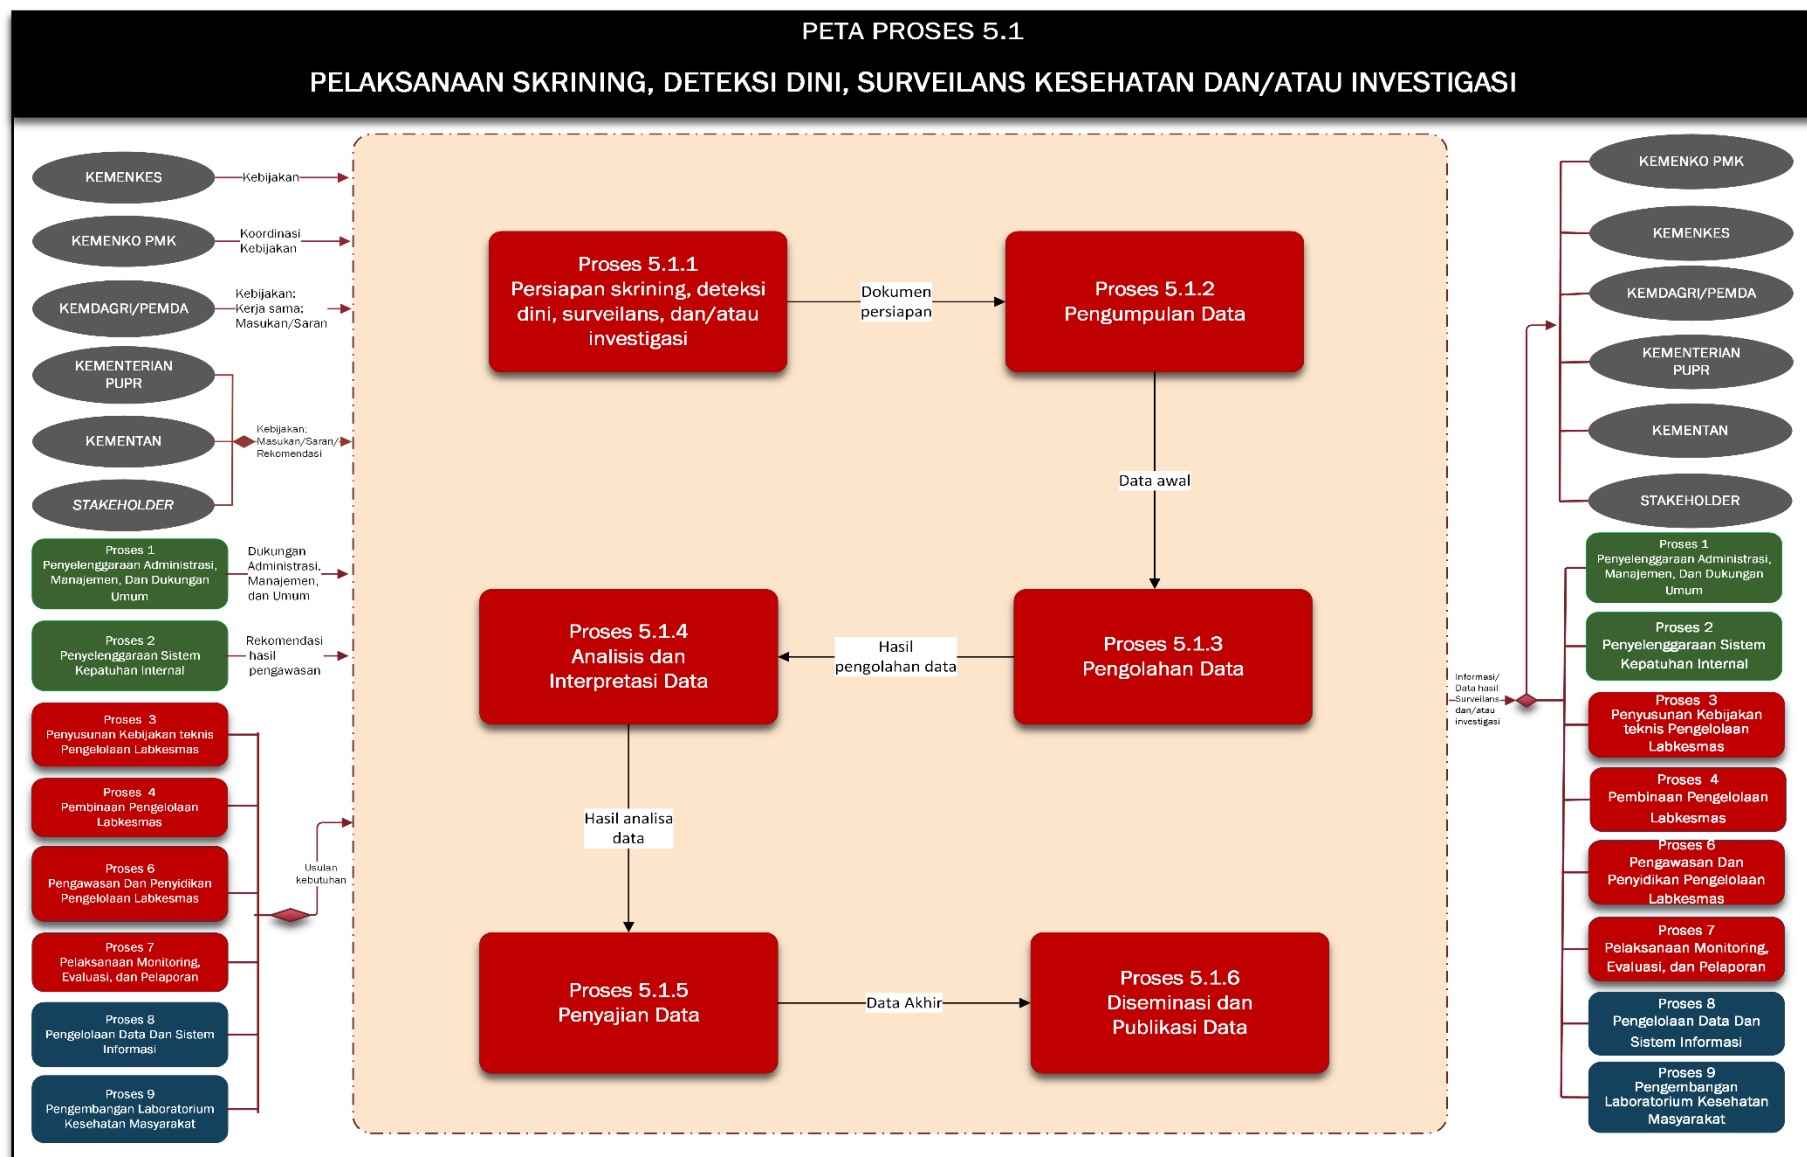 PETA PROSES 5.1
PELAKSANAAN SKRINING, DETEKSI DINI, SURVEILANS KESEHATAN DAN/ATAU INVESTIGASI
KEMENKES
Kebijakan
KEMENKO PMK
Koordinasi
Kebijakan
KEMDAGRI/PEMDA
Kebijakan;
Kerja sama;
Masukan/Saran
KEMENTERIAN
PUPR
KEMENTAN
STAKEHOLDER
Kebijakan;
Masukan/Saran/
Rekomendasi
Proses 1
Penyelenggaraan Administrasi,
Manajemen, Dan Dukungan
Umum
Dukungan
Administrasi,
Manajemen,
dan Umum
Proses 2
Penyelenggaraan Sistem
Kepatuhan Internal
Rekomendasi
hasil
pengawasan
Proses 3
Penyusunan Kebijakan teknis
Pengelolaan Labkesmas
Proses 4
Pembinaan Pengelolaan
Labkesmas
Proses 6
Pengawasan Dan Penyidikan
Pengelolaan Labkesmas
Proses 7
Pelaksanaan Monitoring,
Evaluasi, dan Pelaporan
Proses 8
Pengelolaan Data Dan Sistem
Informasi
Proses 9
Pengembangan Laboratorium
Kesehatan Masyarakat
Usulan
kebutuhan
Proses 5.1.1
Persiapan skrining, deteksi
dini, surveilans, dan/atau
investigasi
Dokumen
persiapan
Proses 5.1.2
Pengumpulan Data
Data awal
Proses 5.1.3
Pengolahan Data
Hasil
pengolahan data
Proses 5.1.4
Analisis dan
Interpretasi Data
Hasil analisa
data
Proses 5.1.5
Penyajian Data
Data Akhir
Proses 5.1.6
Diseminasi dan
Publikasi Data
Informasi/
Data hasil
Surveilans
dan/atau
investigasi
KEMENKO PMK
KEMENKES
KEMDAGRI/PEMDA
KEMENTERIAN
PUPR
KEMENTAN
STAKEHOLDER
Proses 1
Penyelenggaraan Administrasi,
Manajemen, Dan Dukungan
Umum
Proses 2
Penyelenggaraan Sistem
Kepatuhan Internal
Proses 3
Penyusunan Kebijakan
teknis Pengelolaan
Labkesmas
Proses 4
Pembinaan Pengelolaan
Labkesmas
Proses 6
Pengawasan Dan
Penyidikan Pengelolaan
Labkesmas
Proses 7
Pelaksanaan Monitoring,
Evaluasi, dan Pelaporan
Proses 8
Pengelolaan Data Dan
Sistem Informasi
Proses 9
Pengembangan
Laboratorium Kesehatan
Masyarakat